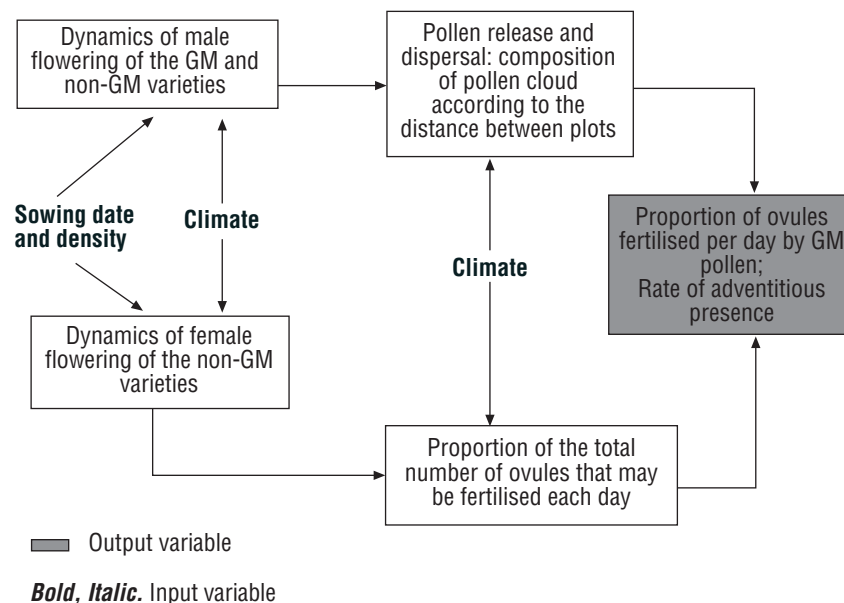 Dynamics of male
flowering of the GM and
non-GM varieties
Pollen release and
dispersal: composition
of pollen cloud
according to the
distance between plots
Sowing date
and density
Climate
Climate
Proportion of ovules
fertilised per day by GM
pollen;
Rate of adventitious
presence
Dynamics of female
flowering of the non-GM
varieties
Proportion of the total
number of ovules that may
be fertilised each day
Output variable
Bold, Italic. Input variable